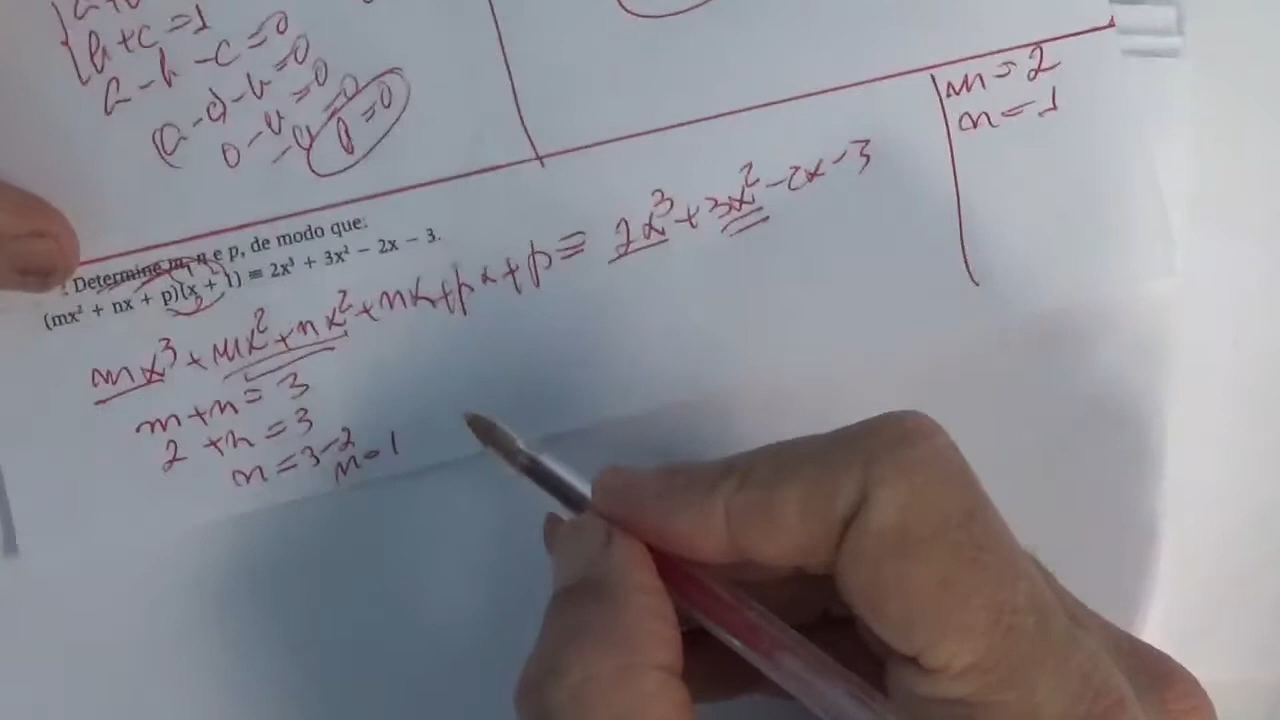 b+c=1
a-b-c=0
a-d-b=0
m=2
n=1
Determine m, n e p, de modo que:
(mx² + nx + p)(x + 1) ≡ 2x³ + 3x² − 2x − 3.
mx³+mx²+nx²+nx+px+p≡2x³+3x²-2x-3
m+n=3
2+n=3
n=3-2
n=1